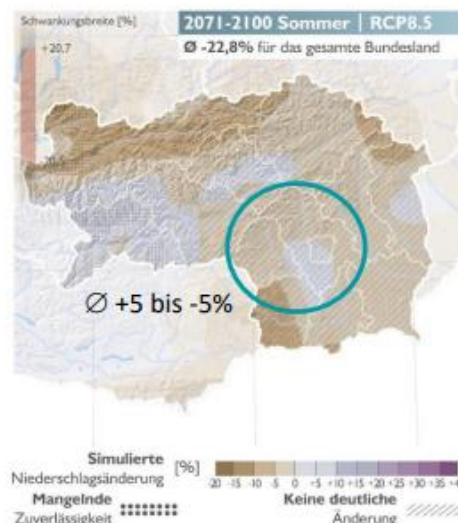 Schwankungsbreite [%]
+20,7
2071-2100 Sommer | RCP8.5
Ø -22,8% für das gesamte Bundesland
Ø +5 bis -5%
Simulierte
Niederschlagsänderung
[%]
-20 -15 -10 -5 0 +5 +10 +15 +20 +25 +30 +35
Mangelnde
Zuverlässigkeit
Keine deutliche
Änderung